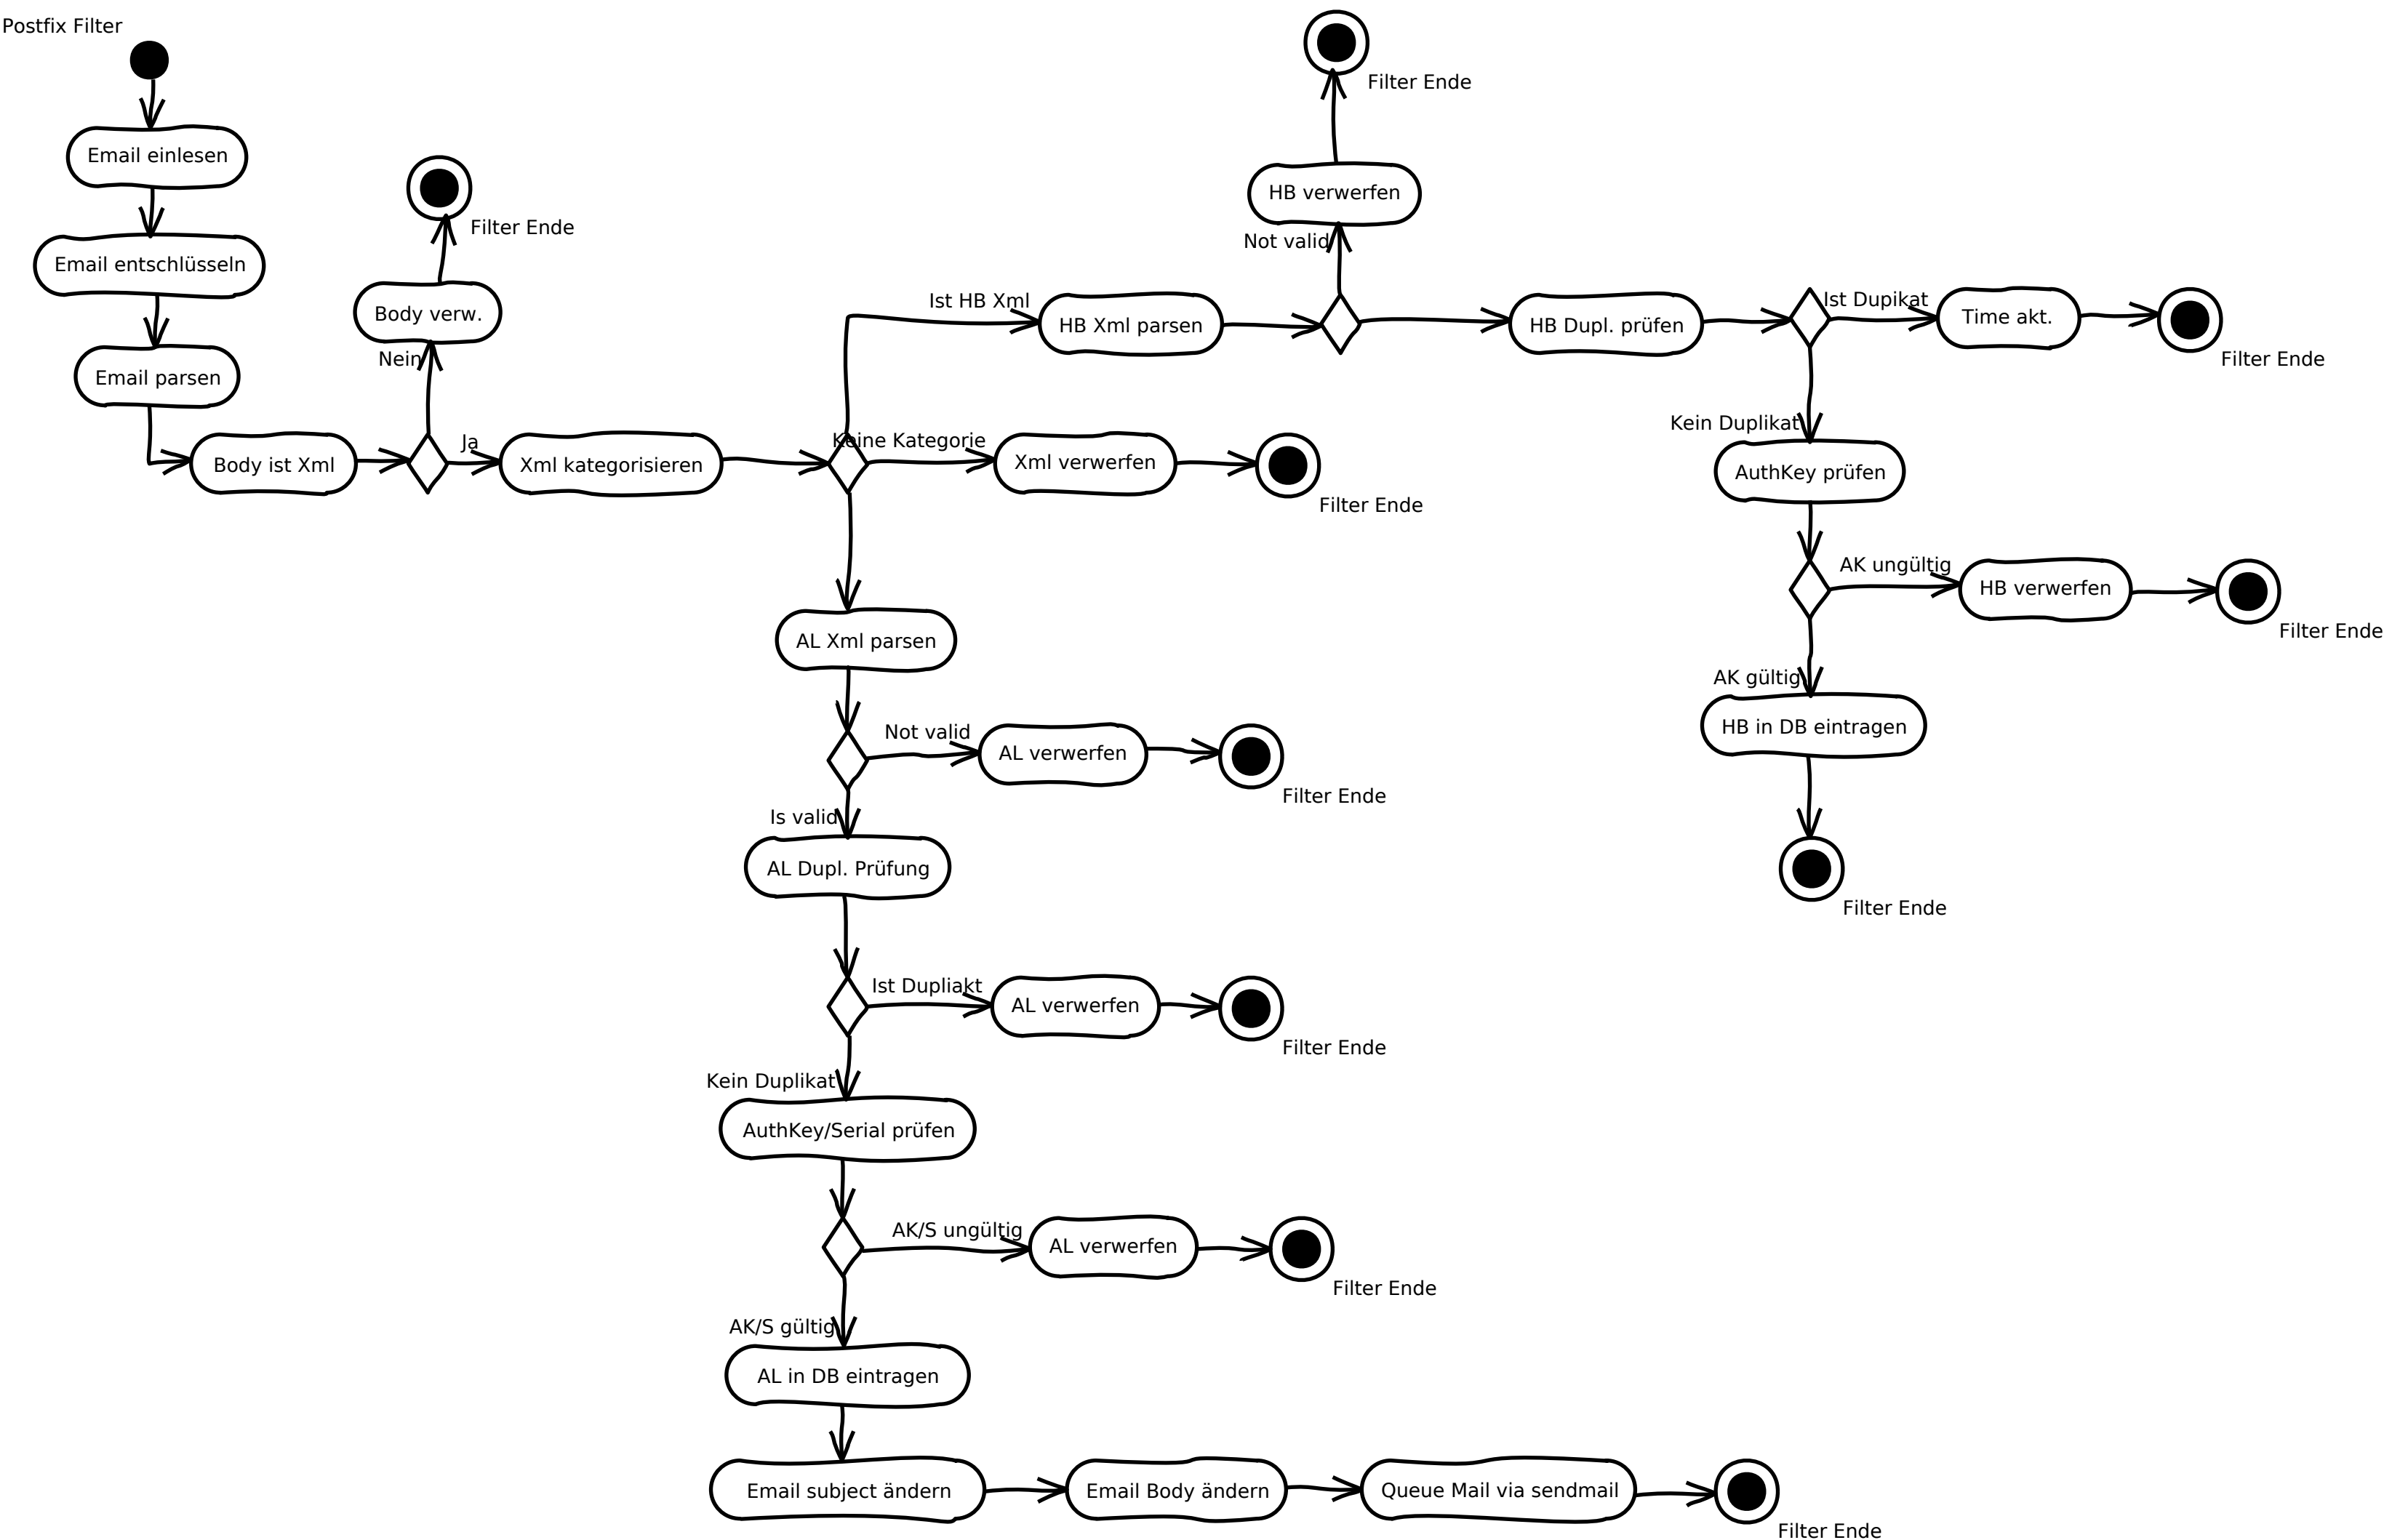 Postfix Filter
Email einlesen
Email entschlüsseln
Email parsen
Body ist Xml
Nein
Body verw.
Filter Ende
Ja
Xml kategorisieren
Ist HB Xml
HB Xml parsen
Not valid
HB verwerfen
Filter Ende
HB Dupl. prüfen
Ist Dupikat
Time akt.
Filter Ende
Kein Duplikat
AuthKey prüfen
AK ungültig
HB verwerfen
Filter Ende
AK gültig
HB in DB eintragen
Filter Ende
Keine Kategorie
Xml verwerfen
Filter Ende
AL Xml parsen
Not valid
AL verwerfen
Filter Ende
Is valid
AL Dupl. Prüfung
Ist Dupliakt
AL verwerfen
Filter Ende
Kein Duplikat
AuthKey/Serial prüfen
AK/S ungültig
AL verwerfen
Filter Ende
AK/S gültig
AL in DB eintragen
Email subject ändern
Email Body ändern
Queue Mail via sendmail
Filter Ende